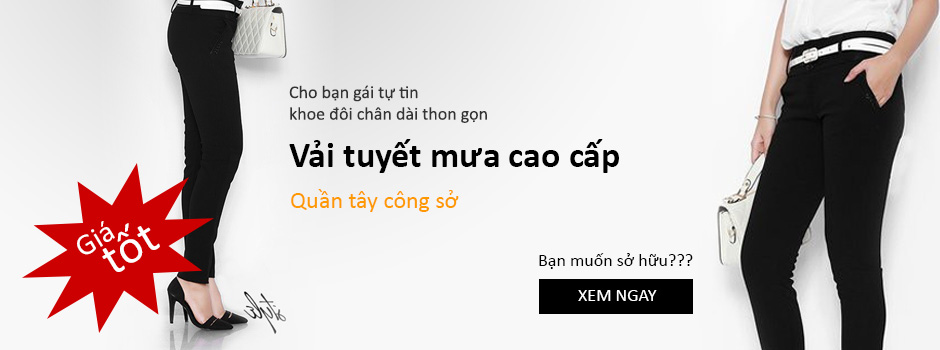 Cho bạn gái tự tin
khoe đôi chân dài thon gọn
Vải tuyết mưa cao cấp
Quần tây công sở
Giá
tốt
Bạn muốn sở hữu???
XEM NGAY